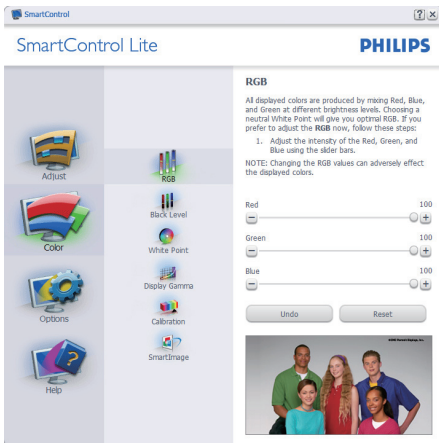 SmartControl
SmartControl Lite
PHILIPS
Adjust
Color
Options
Help
RGB
Black Level
White Point
Display Gamma
Calibration
SmartImage
RGB
All displayed colors are produced by mixing Red, Blue,
and Green at different brightness levels. Choosing a
neutral White Point will give you optimal RGB. If you
prefer to adjust the RGB now, follow these steps:
1. Adjust the intensity of the Red, Green, and
Blue using the slider bars.
NOTE: Changing the RGB values can adversely effect
the displayed colors.
Red 100
Green 100
Blue 100
Undo Reset